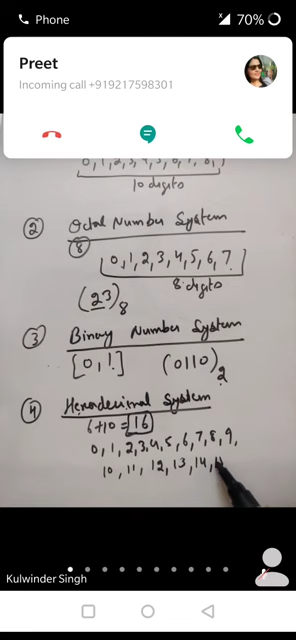 Phone
70%
Preet
Incoming call +919217598301
10 digits
② Octal Number System
⑧ 0, 1, 2, 3, 4, 5, 6, 7
8 digits
(23)8
③ Binary Number System
[0, 1] (0110)2
④ Hexadecimal System
6+10 = 16
0, 1, 2, 3, 4, 5, 6, 7, 8, 9,
10, 11, 12, 13, 14,
Kulwinder Singh